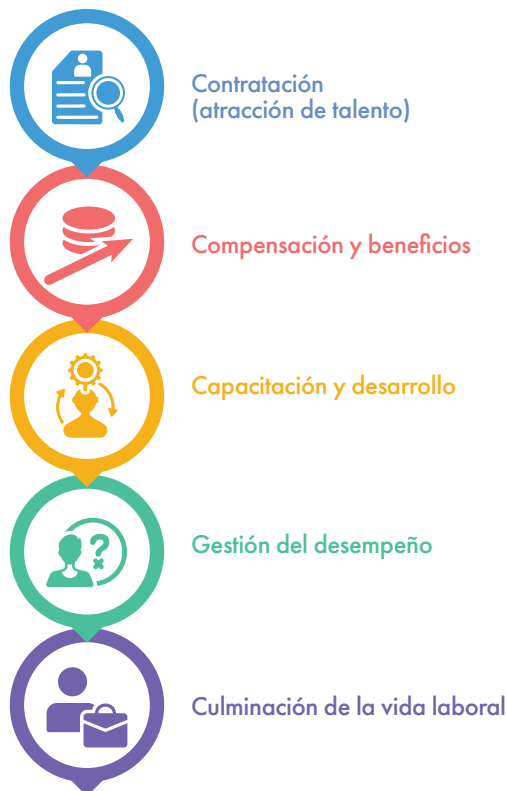 Contratación
(atracción de talento)
Compensación y beneficios
Capacitación y desarrollo
Gestión del desempeño
Culminación de la vida laboral